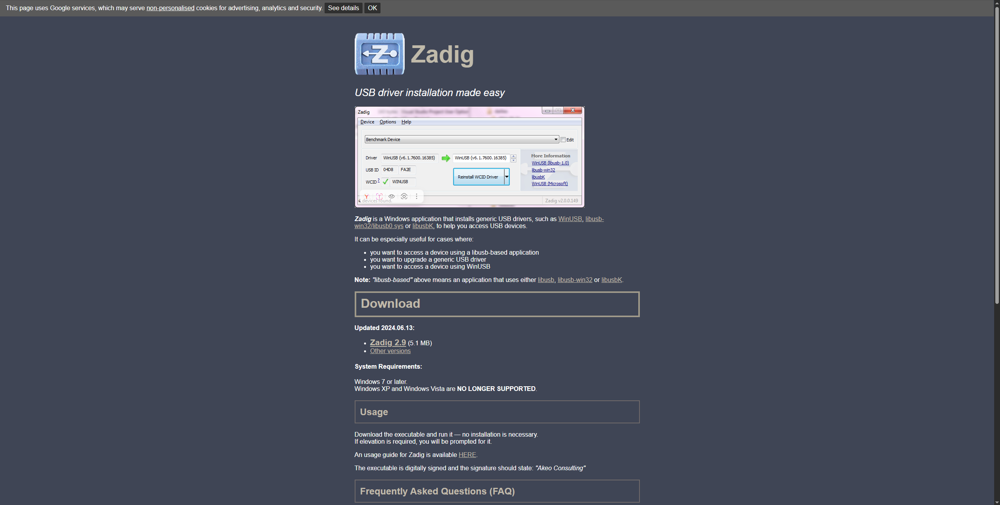 This page uses Google services, which may serve non-personalised cookies for advertising, analytics and security. See details OK
Zadig
USB driver installation made easy
Zadig
Device Options Help
Benchmark Device Edit
Driver WinUSB (v6.1.7600.16385) WinUSB (v6.1.7600.16385)
USB ID 04D8 FA2E
WCID ? WINUSB
Reinstall WCID Driver
More Information
WinUSB (libusb-1.0)
libusb-win32
libusbK
WinUSB (Microsoft)
4 devices found. Zadig v2.0.0.149
Zadig is a Windows application that installs generic USB drivers, such as WinUSB, libusb-
win32/libusb0.sys or libusbK, to help you access USB devices.
It can be especially useful for cases where:
• you want to access a device using a libusb-based application
• you want to upgrade a generic USB driver
• you want to access a device using WinUSB
Note: "libusb-based" above means an application that uses either libusb, libusb-win32 or libusbK.
Download
Updated 2024.06.13:
• Zadig 2.9 (5.1 MB)
• Other versions
System Requirements:
Windows 7 or later.
Windows XP and Windows Vista are NO LONGER SUPPORTED.
Usage
Download the executable and run it — no installation is necessary.
If elevation is required, you will be prompted for it.
An usage guide for Zadig is available HERE.
The executable is digitally signed and the signature should state: "Akeo Consulting"
Frequently Asked Questions (FAQ)